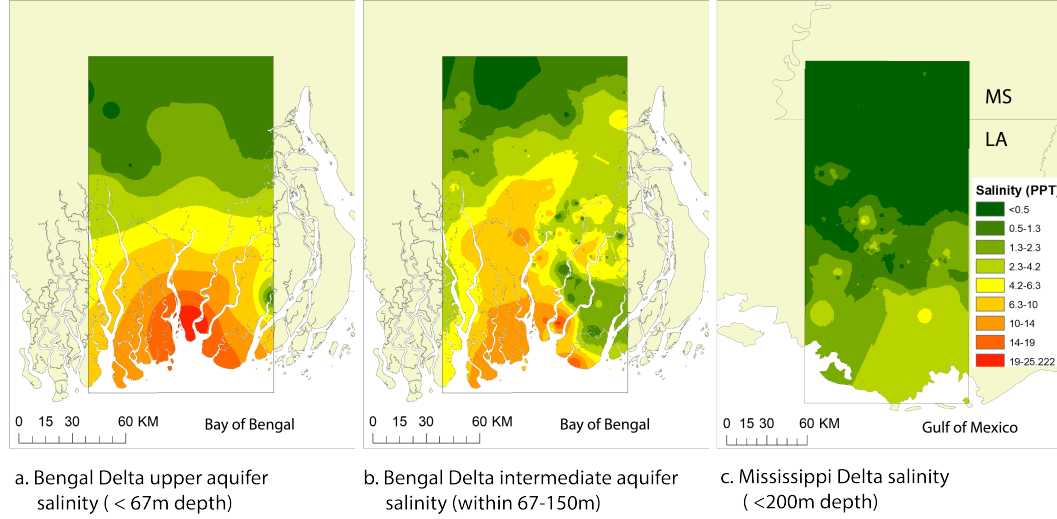 0 15 30 60 KM
Bay of Bengal
a. Bengal Delta upper aquifer
salinity ( < 67m depth)
0 15 30 60 KM
Bay of Bengal
b. Bengal Delta intermediate aquifer
salinity (within 67-150m)
MS
LA
Salinity (PPT)
<0.5
0.5-1.3
1.3-2.3
2.3-4.2
4.2-6.3
6.3-10
10-14
14-19
19-25.222
0 15 30 60 KM
Gulf of Mexico
c. Mississippi Delta salinity
( <200m depth)